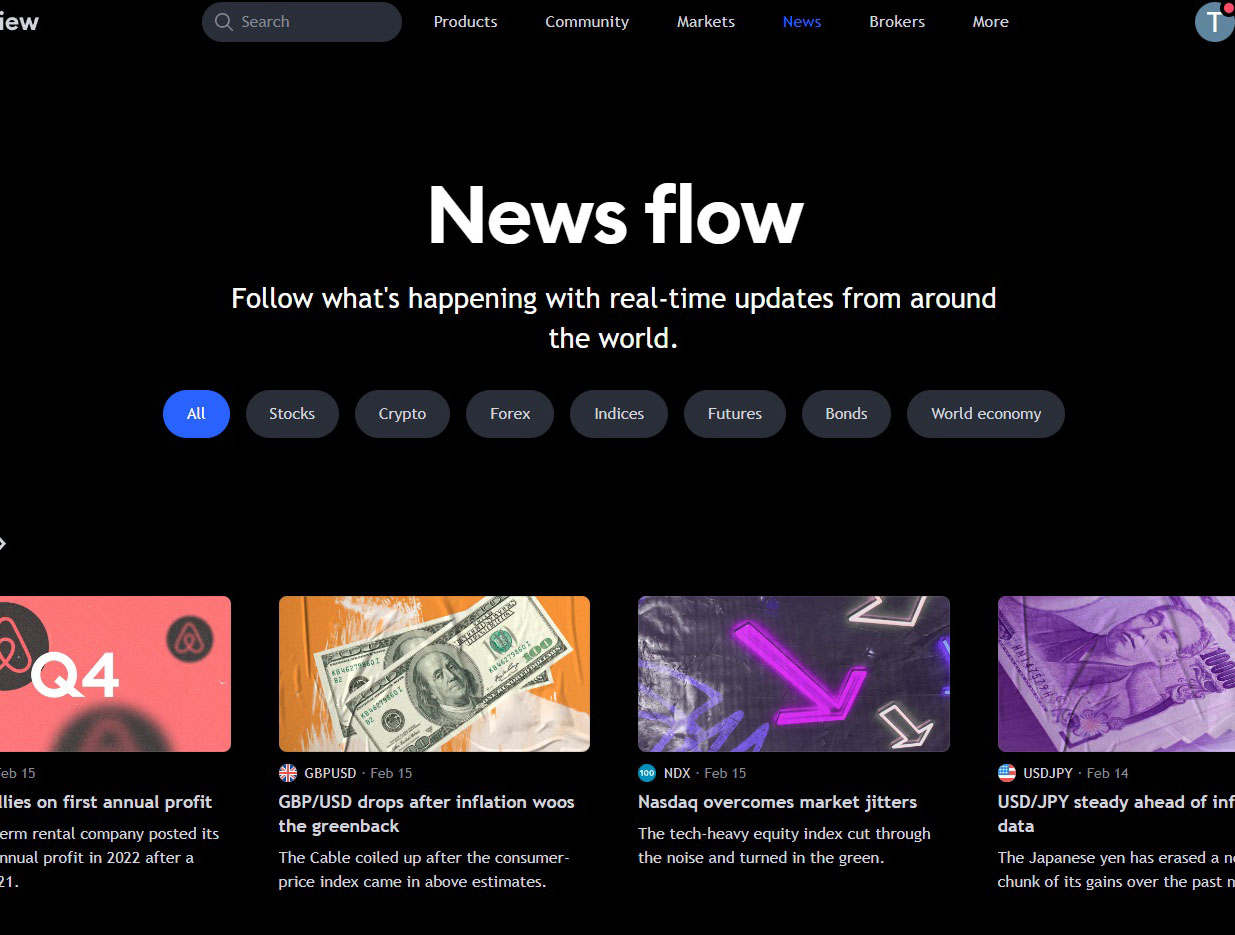 iew
Search
Products
Community
Markets
News
Brokers
More
T
News flow
Follow what's happening with real-time updates from around
the world.
All
Stocks
Crypto
Forex
Indices
Futures
Bonds
World economy
Q4
eb 15
llies on first annual profit
erm rental company posted its
nnual profit in 2022 after a
21.
KB46279860I
B2
100
GBPUSD · Feb 15
GBP/USD drops after inflation woos
the greenback
The Cable coiled up after the consumer-
price index came in above estimates.
100
NDX · Feb 15
Nasdaq overcomes market jitters
The tech-heavy equity index cut through
the noise and turned in the green.
10000
USDJPY · Feb 14
USD/JPY steady ahead of inf
data
The Japanese yen has erased a n
chunk of its gains over the past m